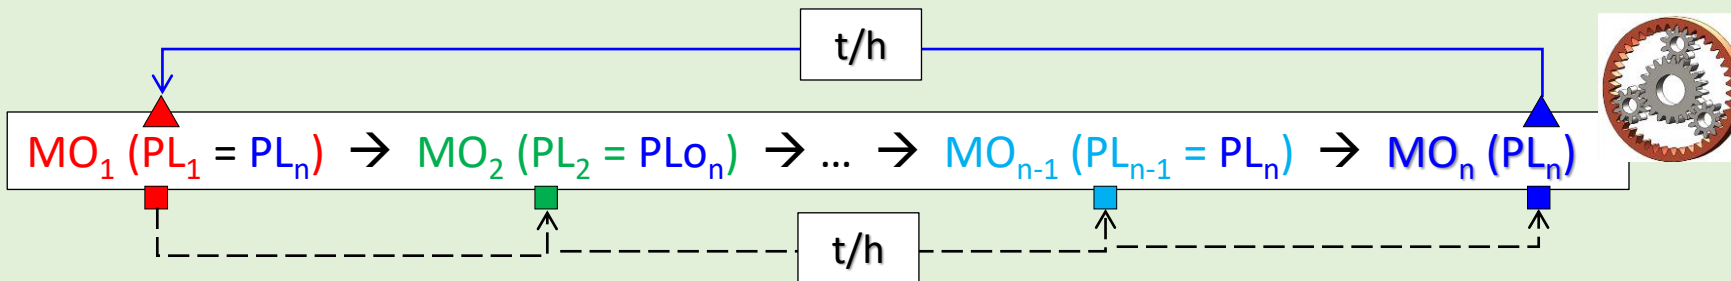 t/h
MO₁ (PL₁ = PLₙ) → MO₂ (PL₂ = PLoₙ) → ... → MOₙ₋₁ (PLₙ₋₁ = PLₙ) → MOₙ (PLₙ)
t/h